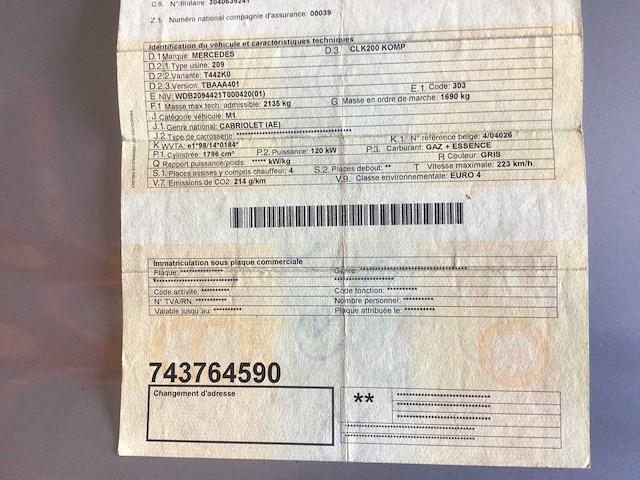 C.9. N° titulaire: 3040639241
Z.1. Numéro national compagnie d'assurance: 00039
Identification du véhicule et caractéristiques techniques
D.1 Marque: MERCEDES D.3. CLK200 KOMP
D.2.1. Type usine: 209
D.2.2. Variante: T442K0
D.2.3. Version: TBAAA401
E NIV: WDB2094421T000420(01) E.1 Code: 303
F.1 Masse max tech. admissible: 2135 kg G Masse en ordre de marche: 1690 kg
J Catégorie véhicule: M1
J.1. Genre national: CABRIOLET (AE)
J.2. Type de carrosserie: **************************
K WVTA: e1*98/14*0184* K.1. N° référence belge: 4/04026
P.1. Cylindrée: 1796 cm³ P.2. Puissance: 120 kW P.3. Carburant: GAZ + ESSENCE
Q Rapport puissance/poids: ***** kW/kg R Couleur: GRIS
S.1. Places assises y compris chauffeur: 4 S.2. Places debout: ** T Vitesse maximale: 223 km/h
V.7. Emissions de CO2: 214 g/km V.9. Classe environnementale: EURO 4
Immatriculation sous plaque commerciale
Plaque: ************** Genre: **********************************
************************** ******************
Code activité: ********* Code fonction: **********
N° TVA/RN: ********** Nombre personnel: **********
Valable jusqu'au: ********** Plaque attribuée le: **********
743764590
Changement d'adresse
** ******************************
******************************
******************************
******************************************
******************************************